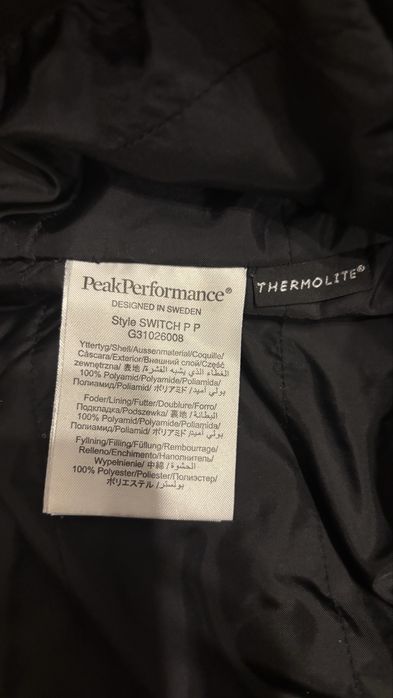 PeakPerformance®
DESIGNED IN SWEDEN
Style SWITCH P P
G31026008
Yttertyg/Shell/Aussenmaterial/Coquille/
Cáscara/Exterior/Внешний слой/Część
zewnętrzna/ 表地 / الغطاء الذي يشبه القشرة
100% Polyamid/Polyamide/Poliamida/
Полиамид/Poliamid/ ポリアミド / بولي أميد
Foder/Lining/Futter/Doublure/Forro/
Подкладка/Podszewka/ 裏地 / البطانة
100% Polyamid/Polyamide/Poliamida/
Полиамид/Poliamid/ ポリアミド / بولي أميد
Fyllning/Filling/Füllung/Rembourrage/
Relleno/Enchimento/Наполнитель/
Wypełnienie/ 中綿 / الحشوة
100% Polyester/Poliester/Полиэстер/
ポリエステル / بوليستر
THERMOLITE®